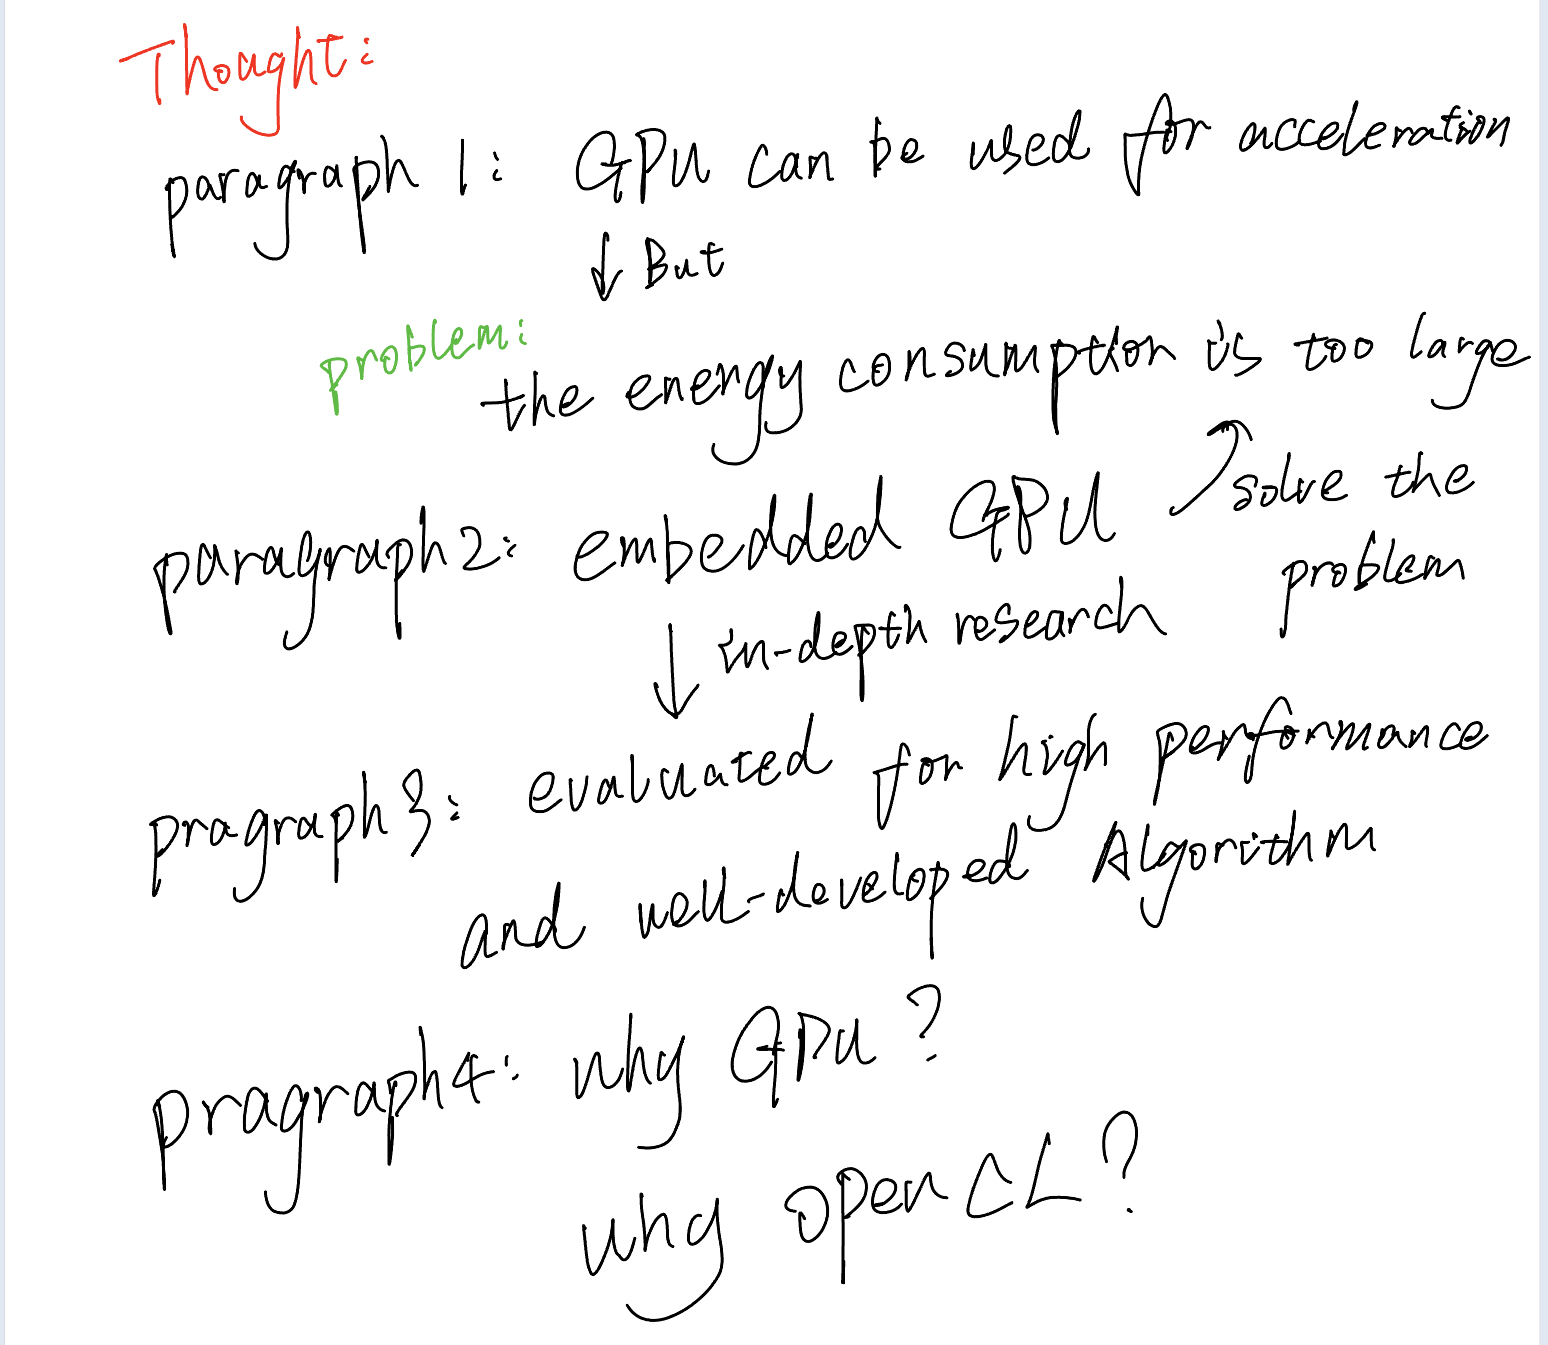 Thought:
paragraph 1: GPU can be used for acceleration
↓ But
problem:
the energy consumption is too large
paragraph2: embedded GPU ↗ solve the
problem
↓ in-depth research
pragraph3: evaluated for high performance
and well-developed Algorithm
pragraph4: why GPU?
why openCL?